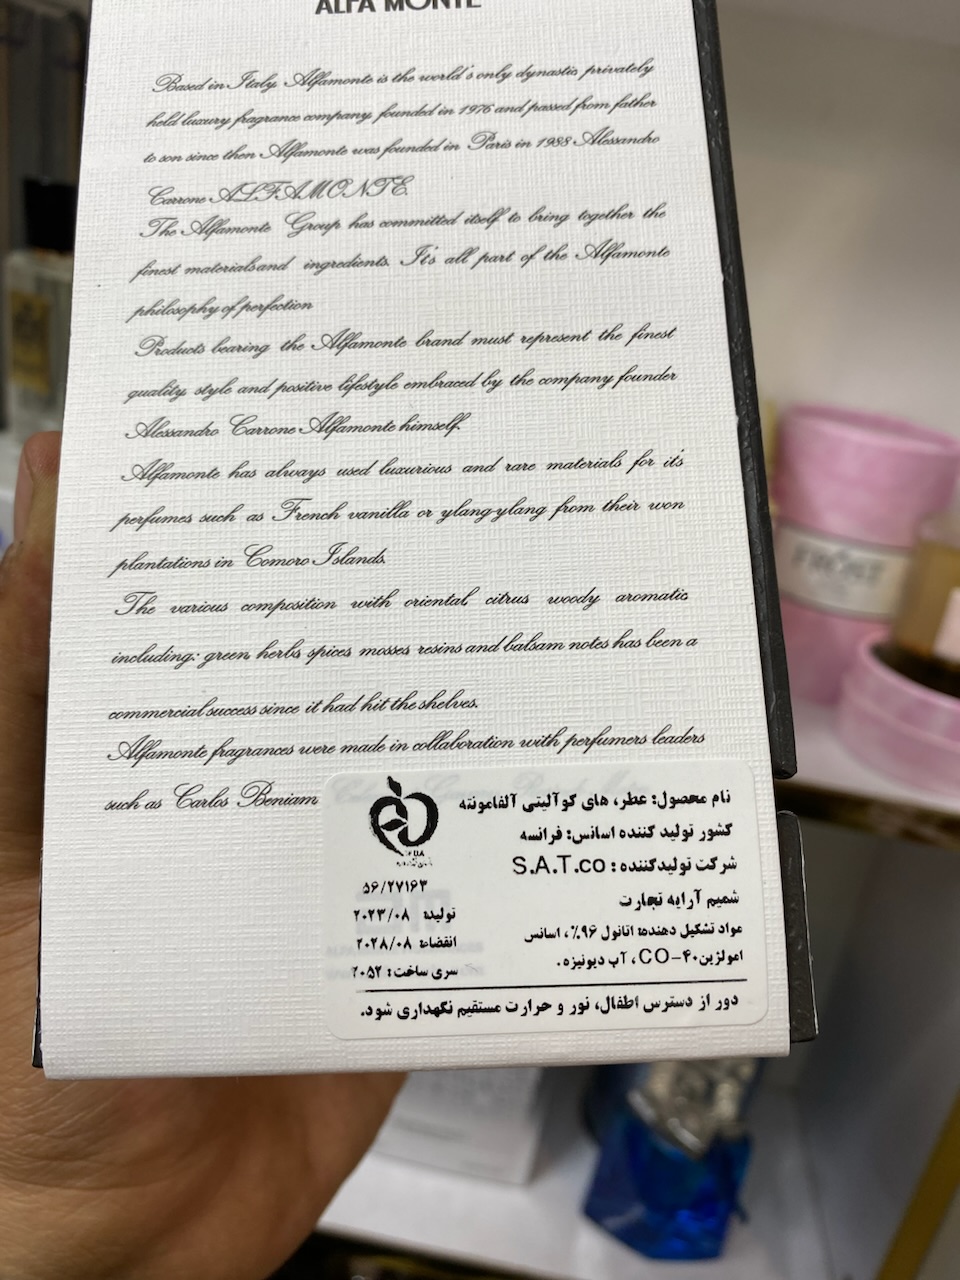 ALFA MONTE
Based in Italy Alfamonte is the world's only dynastic privately
held luxury fragrance company founded in 1976 and passed from father
to son since then Alfamonte was founded in Paris in 1988 Alessandro
Carrone ALFAMONTE
The Alfamonte Group has committed itself to bring together the
finest materialsand ingredients. It's all part of the Alfamonte
philosophy of perfection
Products bearing the Alfamonte brand must represent the finest
quality style and positive lifestyle embraced by the company founder
Alessandro Carrone Alfamonte himself.
Alfamonte has always used luxurious and rare materials for it's
perfumes such as French vanilla or ylang-ylang from their won
plantations in Comoro Islands.
The various composition with oriental citrus woody aromatic
including: green herbs spices mosses resins and balsam notes has been a
commercial success since it had hit the shelves.
Alfamonte fragrances were made in collaboration with perfumers leaders
such as Carlos Beniam
نام محصول: عطر، های کوآلیتی آلفامونته
کشور تولید کننده اسانس: فرانسه
شرکت تولیدکننده: S.A.T.co
شمیم آرایه تجارت
مواد تشکیل دهنده: اتانول ۹۶٪، اسانس
امولژین CO-۴۰، آب دیونیزه.
۵۶/۲۷۱۶۳
تولید: ۲۰۲۳/۰۸
انقضاء: ۲۰۲۸/۰۸
سری ساخت: ۲۰۵۲
دور از دسترس اطفال، نور و حرارت مستقیم نگهداری شود.